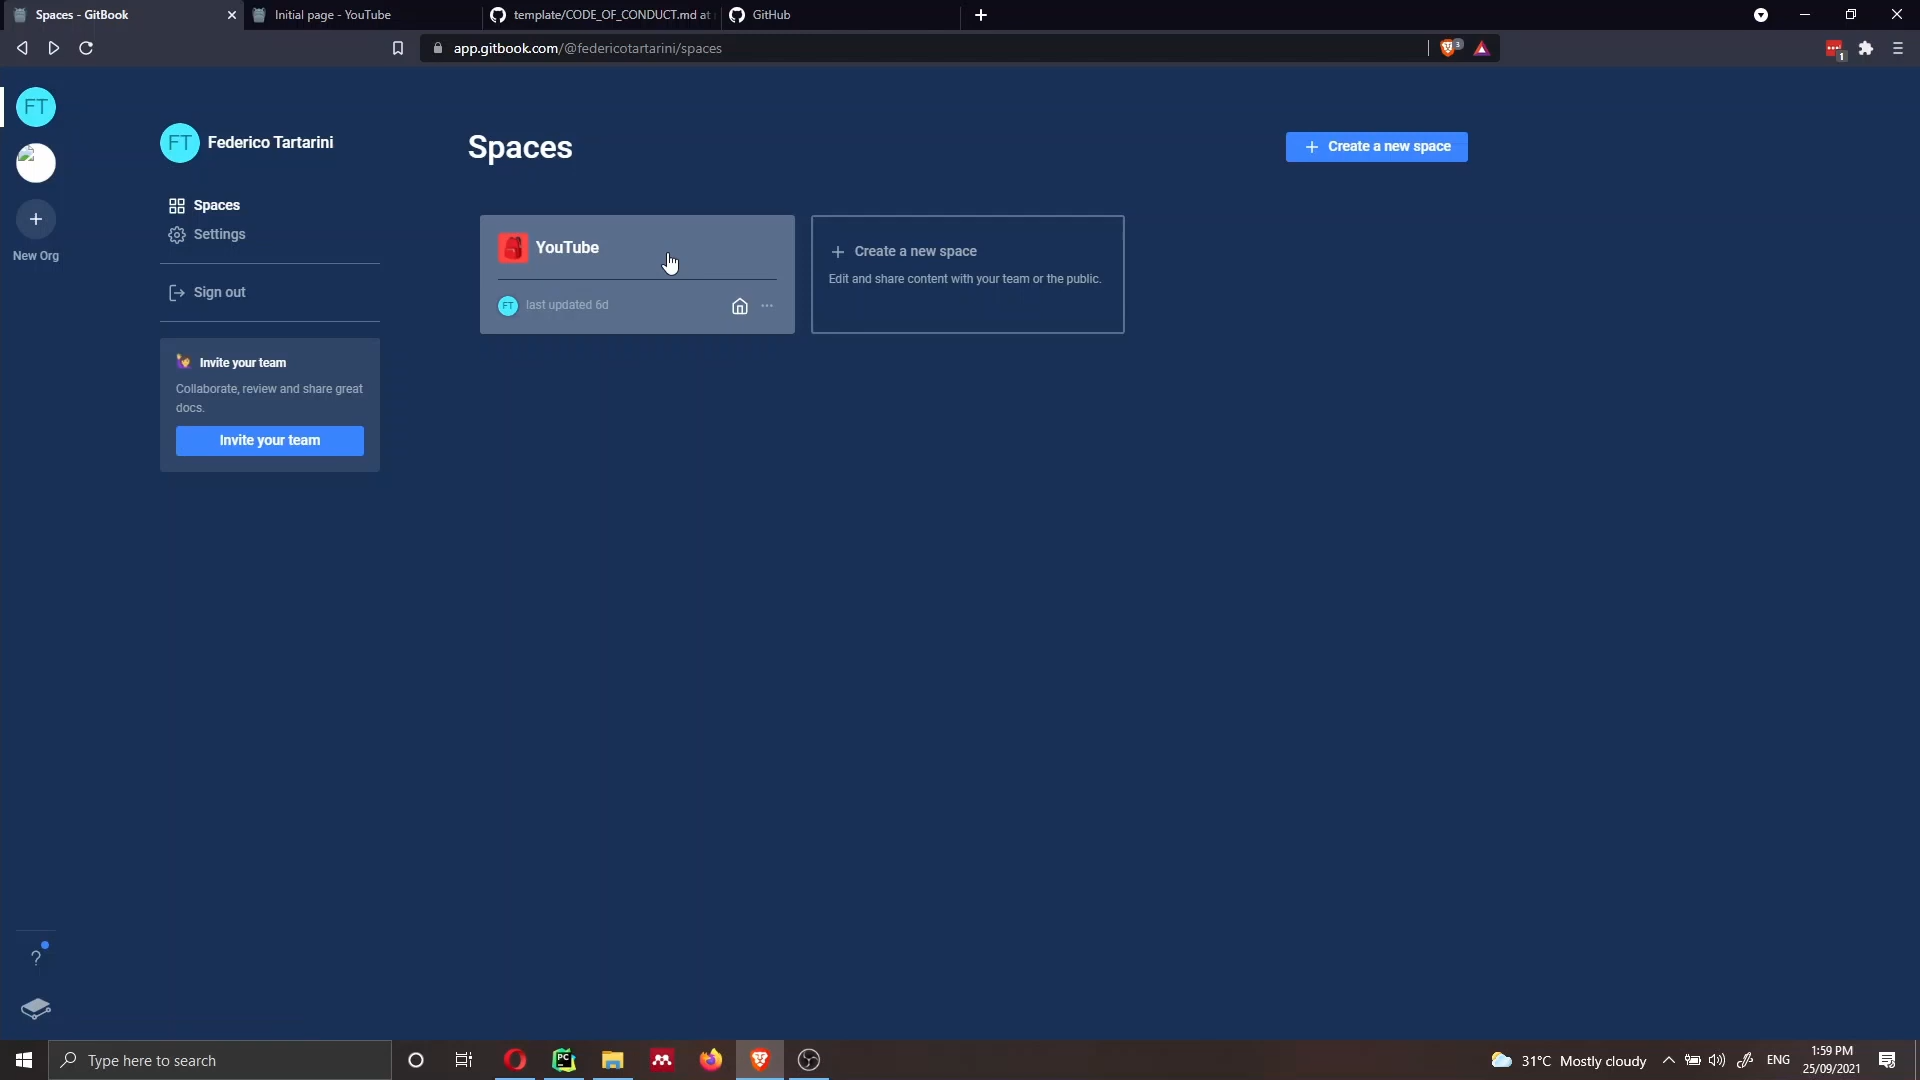 Spaces - GitBook
Initial page - YouTube
template/CODE_OF_CONDUCT.md at
GitHub
app.gitbook.com/@federicotartarini/spaces
3
1
FT
New Org
FT Federico Tartarini
Spaces
Settings
Sign out
Invite your team
Collaborate, review and share great
docs.
Invite your team
Spaces
Create a new space
YouTube
FT last updated 6d
Create a new space
Edit and share content with your team or the public.
?
Type here to search
PC
31°C Mostly cloudy
ENG
1:59 PM
25/09/2021